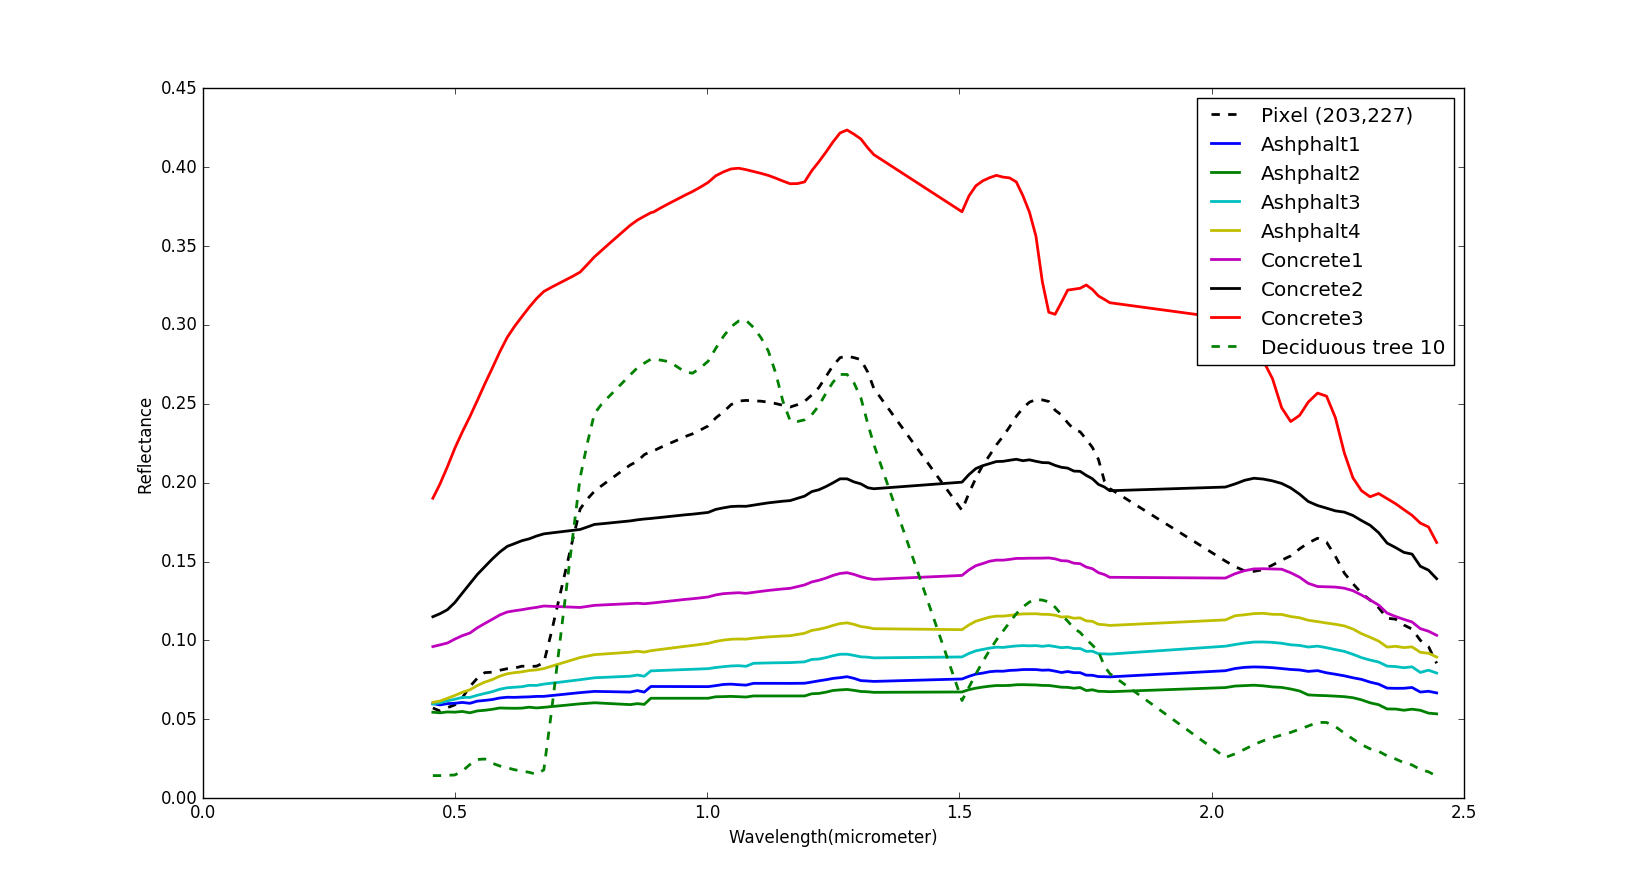 0.45
0.40
0.35
0.30
0.25
0.20
0.15
0.10
0.05
0.00
Reflectance
Pixel (203,227)
Ashphalt1
Ashphalt2
Ashphalt3
Ashphalt4
Concrete1
Concrete2
Concrete3
Deciduous tree 10
0.0 0.5 1.0 1.5 2.0 2.5
Wavelength(micrometer)